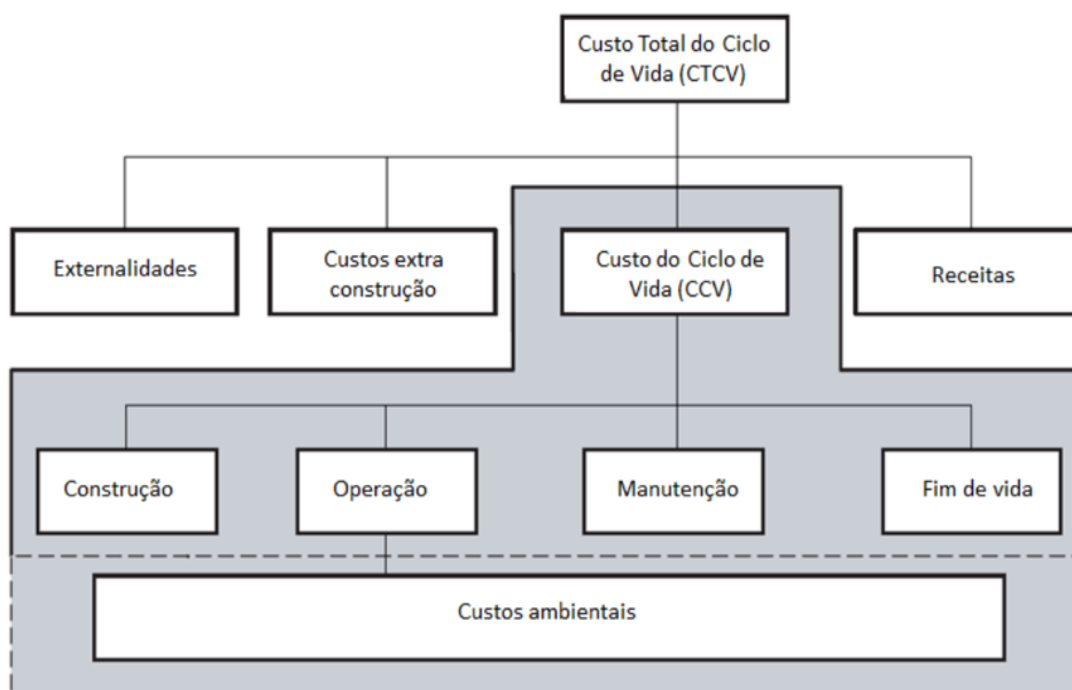 Custo Total do Ciclo
de Vida (CTCV)
Externalidades
Custos extra
construção
Custo do Ciclo de
Vida (CCV)
Receitas
Construção
Operação
Manutenção
Fim de vida
Custos ambientais